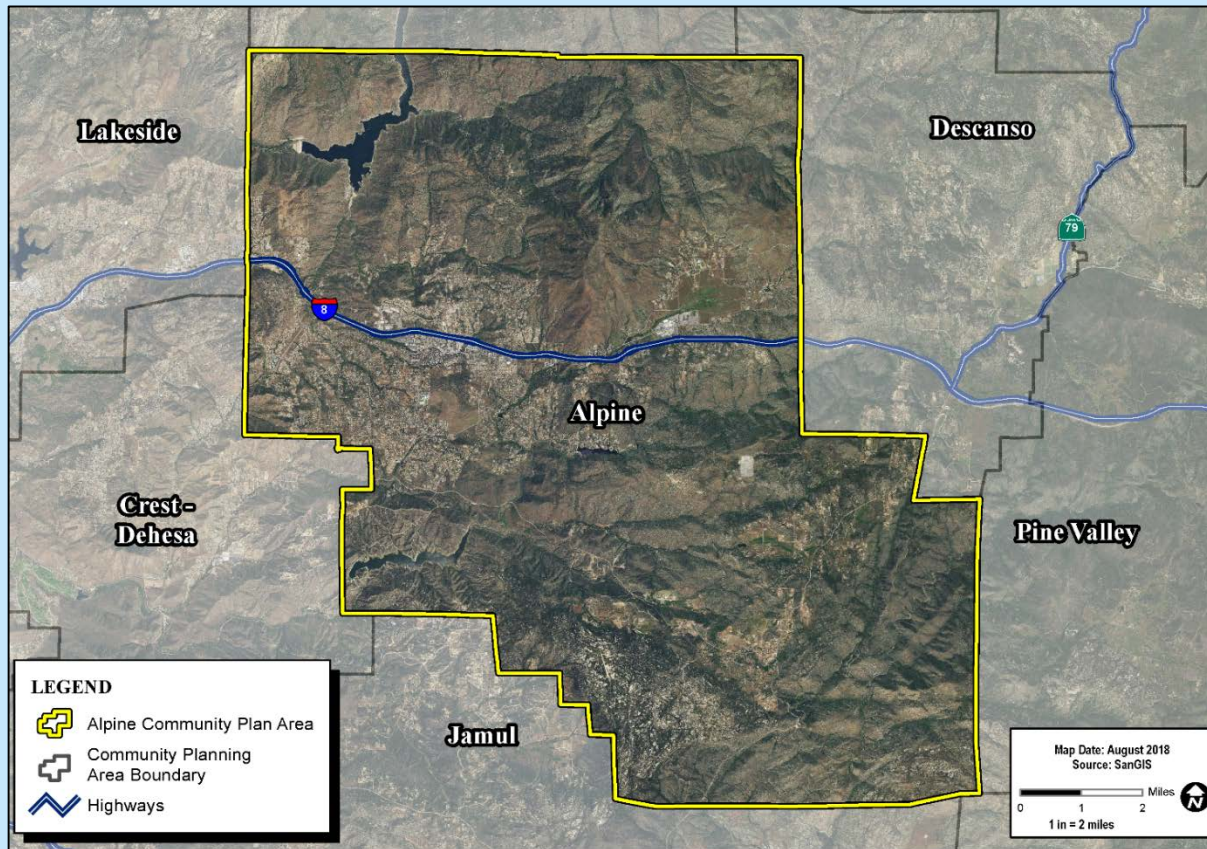 Lakeside
Descanso
79
8
Alpine
Crest -
Dehesa
Pine Valley
Jamul
LEGEND
Alpine Community Plan Area
Community Planning
Area Boundary
Highways
Map Date: August 2018
Source: SanGIS
Miles
0 1 2
1 in = 2 miles
N